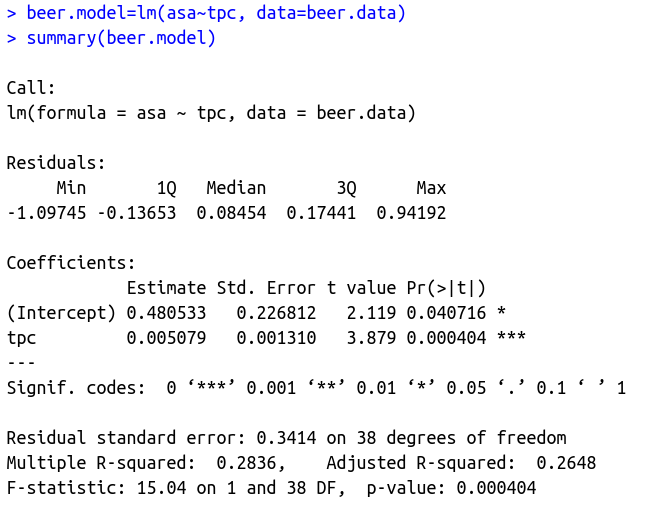 > beer.model=lm(asa~tpc, data=beer.data)
> summary(beer.model)
Call:
lm(formula = asa ~ tpc, data = beer.data)
Residuals:
     Min       1Q   Median       3Q      Max
-1.09745 -0.13653  0.08454  0.17441  0.94192
Coefficients:
            Estimate Std. Error t value Pr(>|t|)
(Intercept) 0.480533   0.226812   2.119 0.040716 *
tpc         0.005079   0.001310   3.879 0.000404 ***
---
Signif. codes:  0 ‘***’ 0.001 ‘**’ 0.01 ‘*’ 0.05 ‘.’ 0.1 ‘ ’ 1
Residual standard error: 0.3414 on 38 degrees of freedom
Multiple R-squared:  0.2836,    Adjusted R-squared:  0.2648
F-statistic: 15.04 on 1 and 38 DF,  p-value: 0.000404